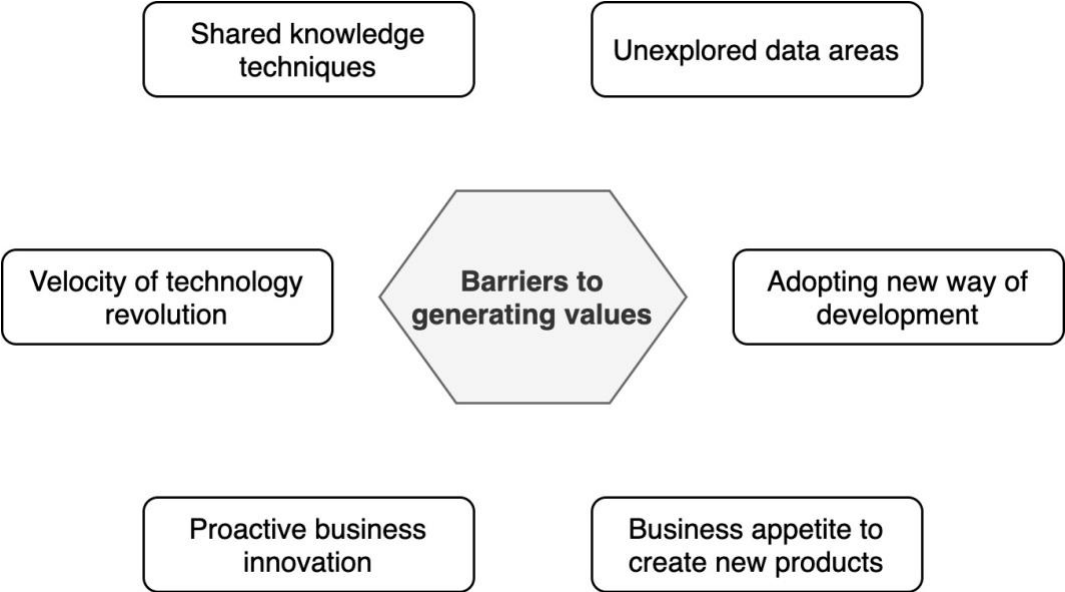 Shared knowledge
techniques
Unexplored data areas
Velocity of technology
revolution
Barriers to
generating values
Adopting new way of
development
Proactive business
innovation
Business appetite to
create new products